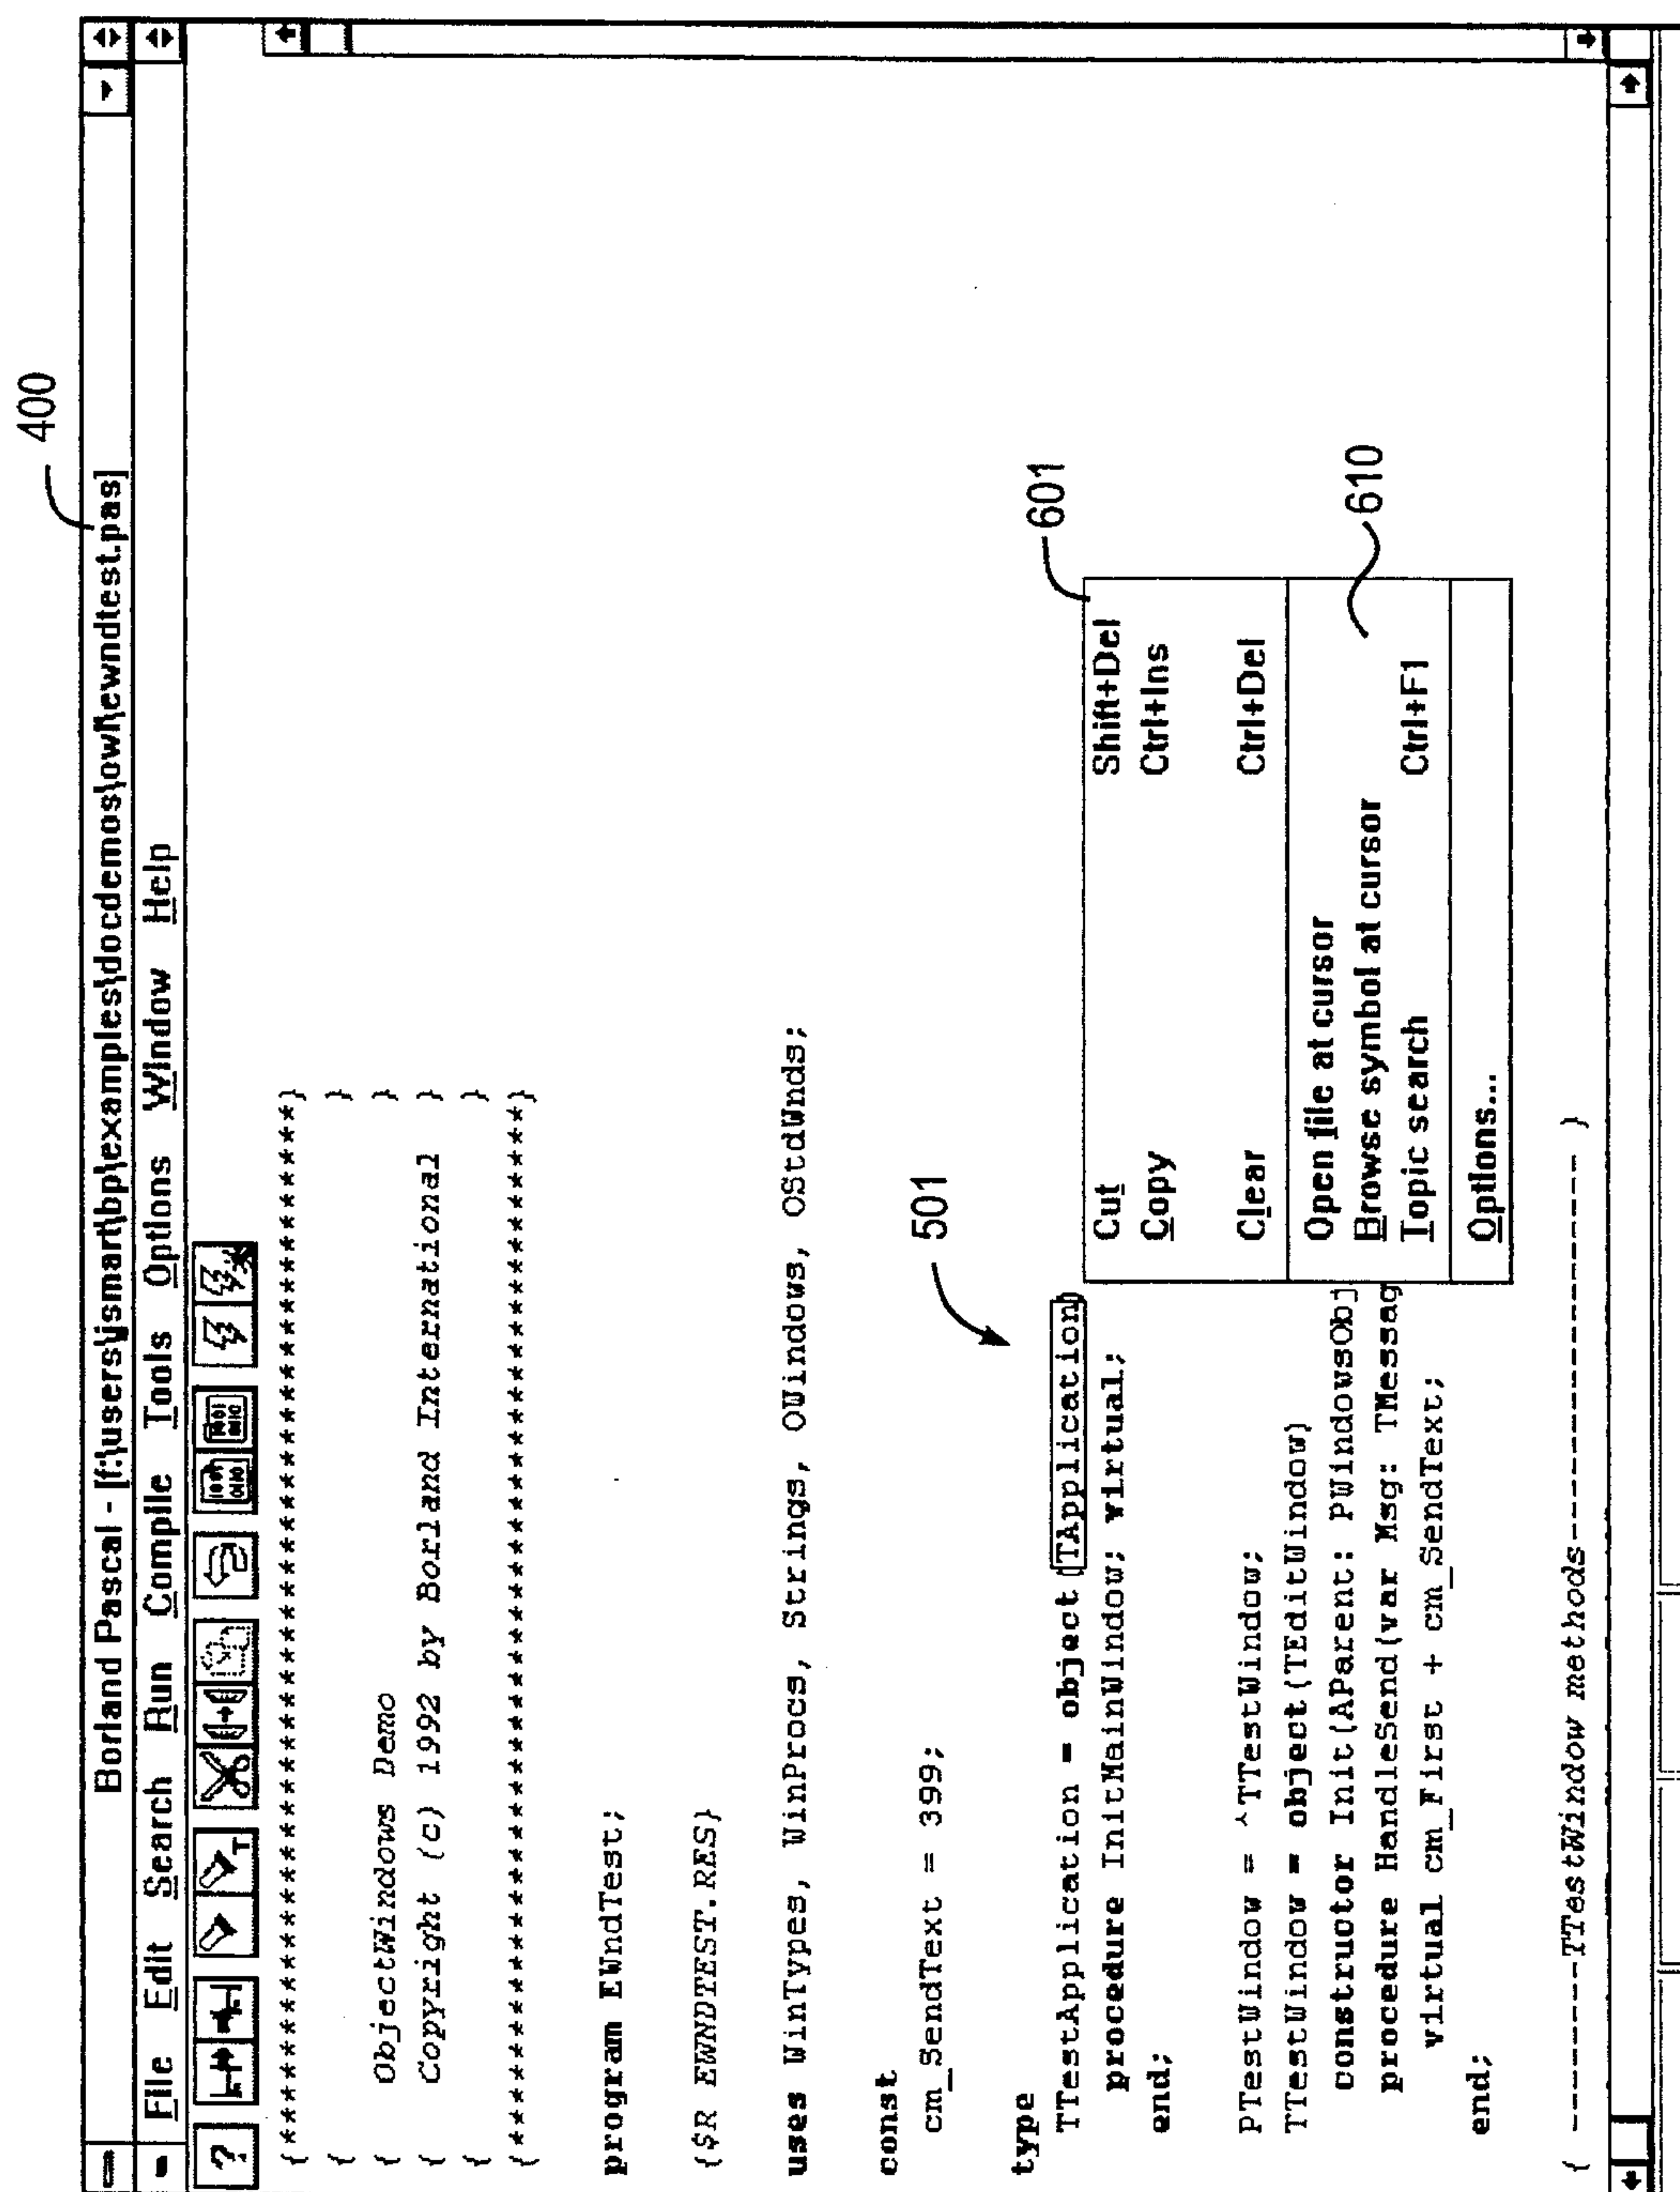 400
Borland Pascal - [f:\users\jsmart\bp\examples\docdemos\owl\ewndtest.pas]
File Edit Search Run Compile Tools Options Window Help
?
{************************************************}
{ }
{ ObjectWindows Demo }
{ Copyright (c) 1992 by Borland International }
{ }
{************************************************}
program EWndTest;
{$R EWNDTEST.RES}
uses WinTypes, WinProcs, Strings, OWindows, OStdWnds;
const
cm_SendText = 399;
type
501
TTestApplication = object(TApplication)
procedure InitMainWindow; virtual;
end;
PTestWindow = ^TTestWindow;
TTestWindow = object(TEditWindow)
constructor Init(AParent: PWindowsObj
procedure HandleSend(var Msg: TMessag
virtual cm_First + cm_SendText;
end;
601
Cut Shift+Del
Copy Ctrl+Ins
Clear Ctrl+Del
Open file at cursor
610
Browse symbol at cursor
Topic search Ctrl+F1
Options...
{ --------TTestWindow methods------------------ }